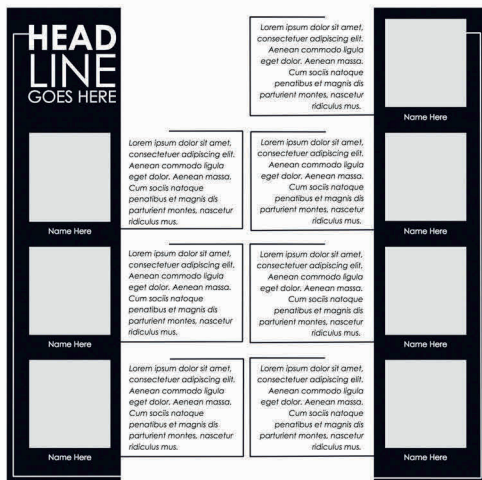 HEAD
LINE
GOES HERE
Lorem ipsum dolor sit amet,
consectetuer adipiscing elit.
Aenean commodo ligula
eget dolor. Aenean massa.
Cum sociis natoque
penatibus et magnis dis
parturient montes, nascetur
ridiculus mus.
Name Here
Lorem ipsum dolor sit amet,
consectetuer adipiscing elit.
Aenean commodo ligula
eget dolor. Aenean massa.
Cum sociis natoque
penatibus et magnis dis
parturient montes, nascetur
ridiculus mus.
Name Here
Lorem ipsum dolor sit amet,
consectetuer adipiscing elit.
Aenean commodo ligula
eget dolor. Aenean massa.
Cum sociis natoque
penatibus et magnis dis
parturient montes, nascetur
ridiculus mus.
Name Here
Lorem ipsum dolor sit amet,
consectetuer adipiscing elit.
Aenean commodo ligula
eget dolor. Aenean massa.
Cum sociis natoque
penatibus et magnis dis
parturient montes, nascetur
ridiculus mus.
Name Here
Lorem ipsum dolor sit amet,
consectetuer adipiscing elit.
Aenean commodo ligula
eget dolor. Aenean massa.
Cum sociis natoque
penatibus et magnis dis
parturient montes, nascetur
ridiculus mus.
Name Here
Lorem ipsum dolor sit amet,
consectetuer adipiscing elit.
Aenean commodo ligula
eget dolor. Aenean massa.
Cum sociis natoque
penatibus et magnis dis
parturient montes, nascetur
ridiculus mus.
Name Here
Lorem ipsum dolor sit amet,
consectetuer adipiscing elit.
Aenean commodo ligula
eget dolor. Aenean massa.
Cum sociis natoque
penatibus et magnis dis
parturient montes, nascetur
ridiculus mus.
Name Here